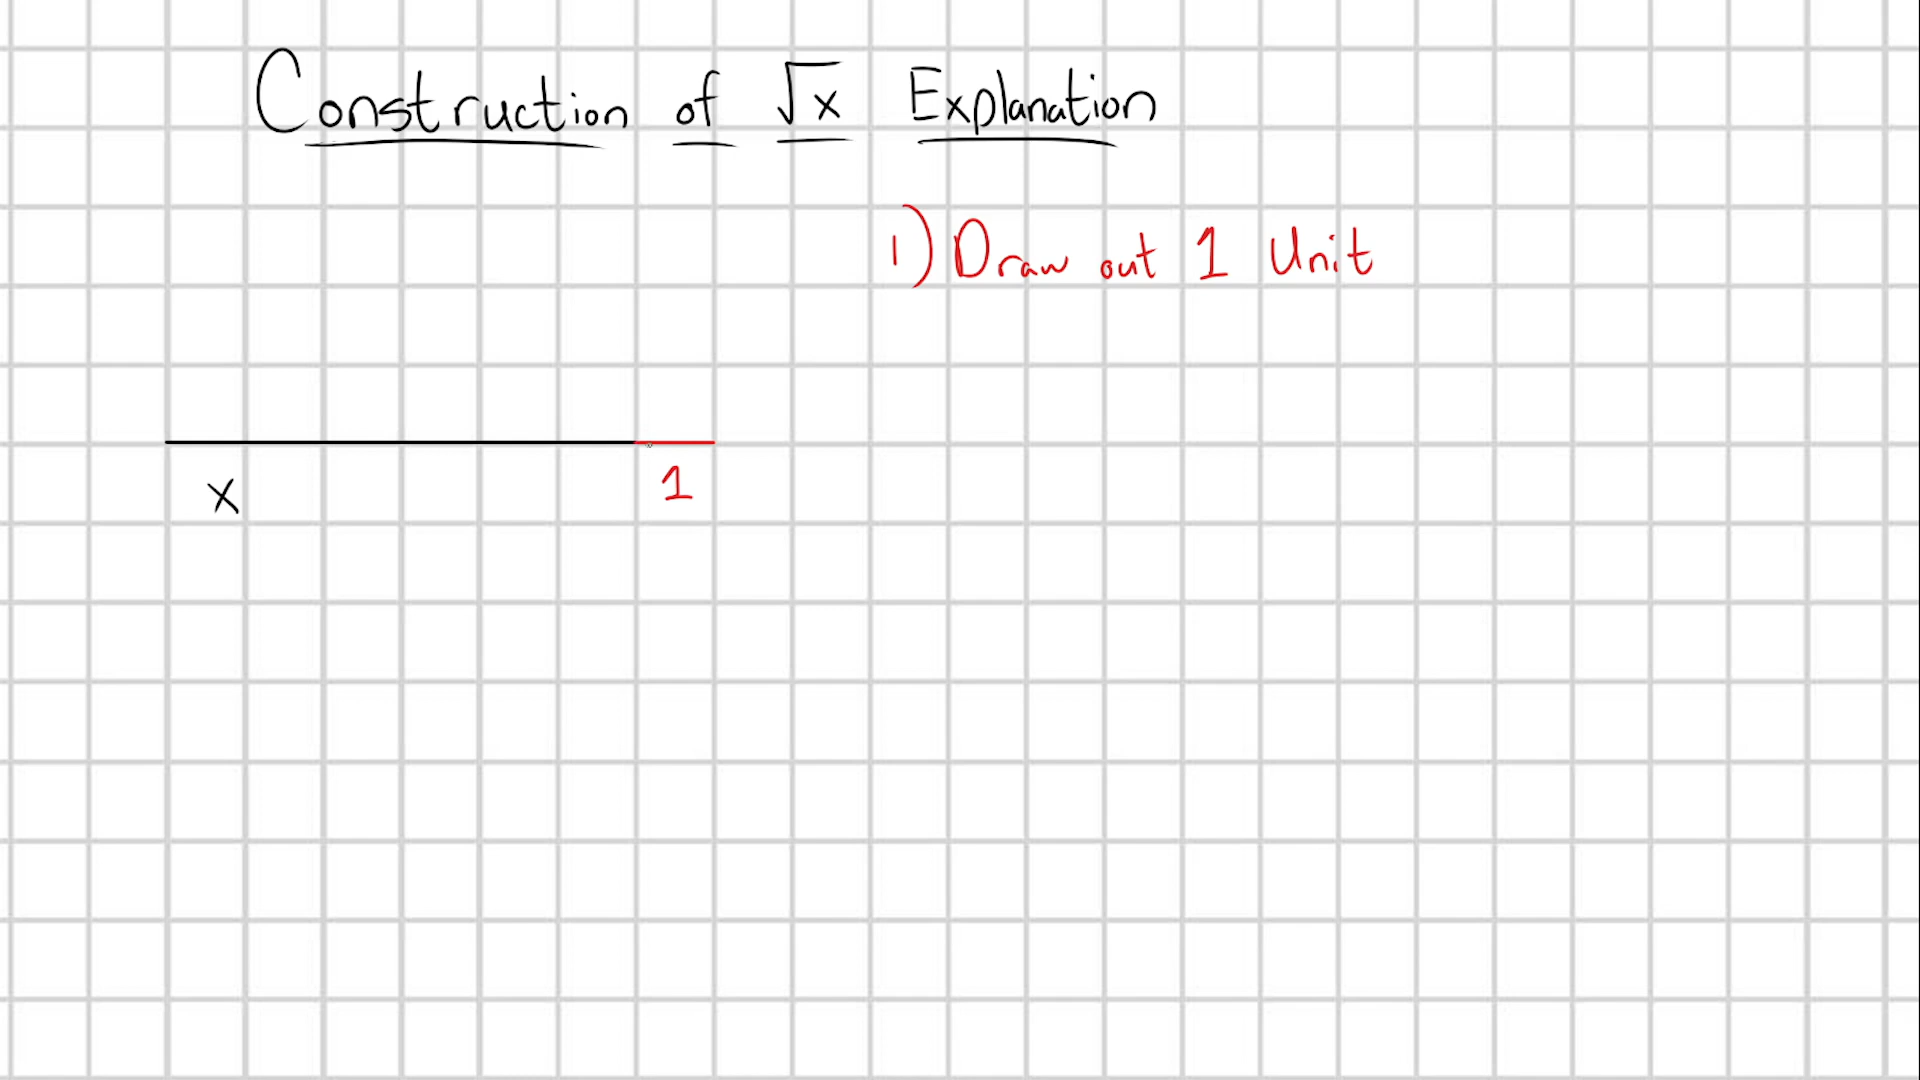 Construction of √x Explanation
1) Draw out 1 Unit
x 1